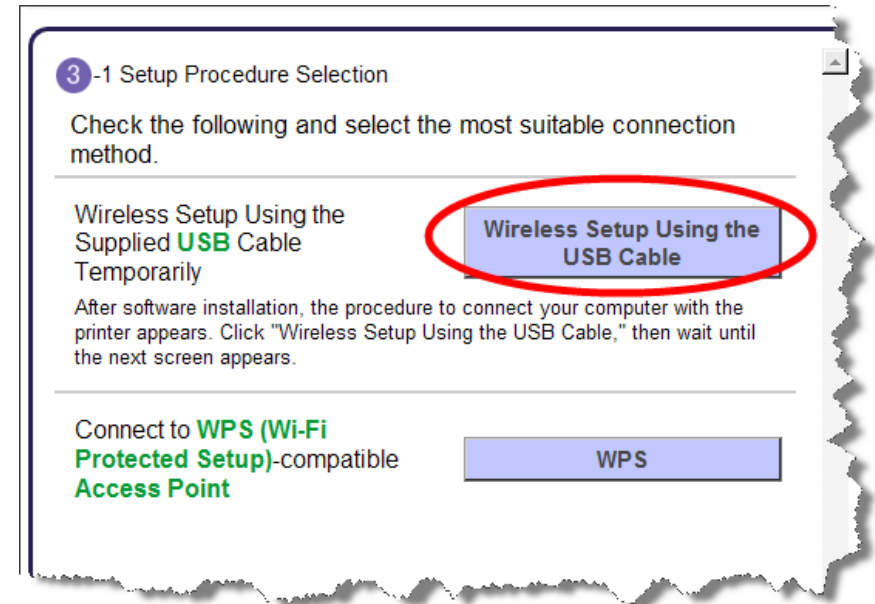 3-1 Setup Procedure Selection
Check the following and select the most suitable connection
method.
Wireless Setup Using the
Supplied USB Cable
Temporarily
Wireless Setup Using the
USB Cable
After software installation, the procedure to connect your computer with the
printer appears. Click "Wireless Setup Using the USB Cable," then wait until
the next screen appears.
Connect to WPS (Wi-Fi
Protected Setup)-compatible
Access Point
WPS